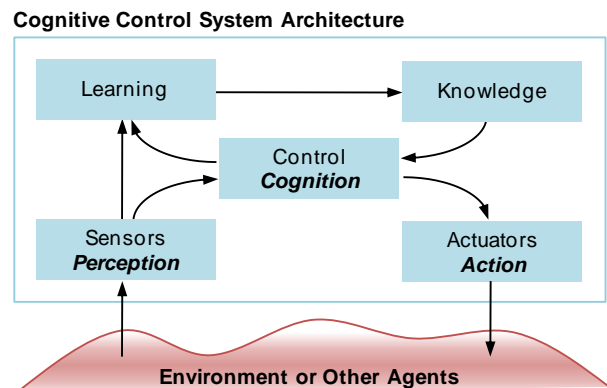 Cognitive Control System Architecture
Learning
Knowledge
Control
Cognition
Sensors
Perception
Actuators
Action
Environment or Other Agents